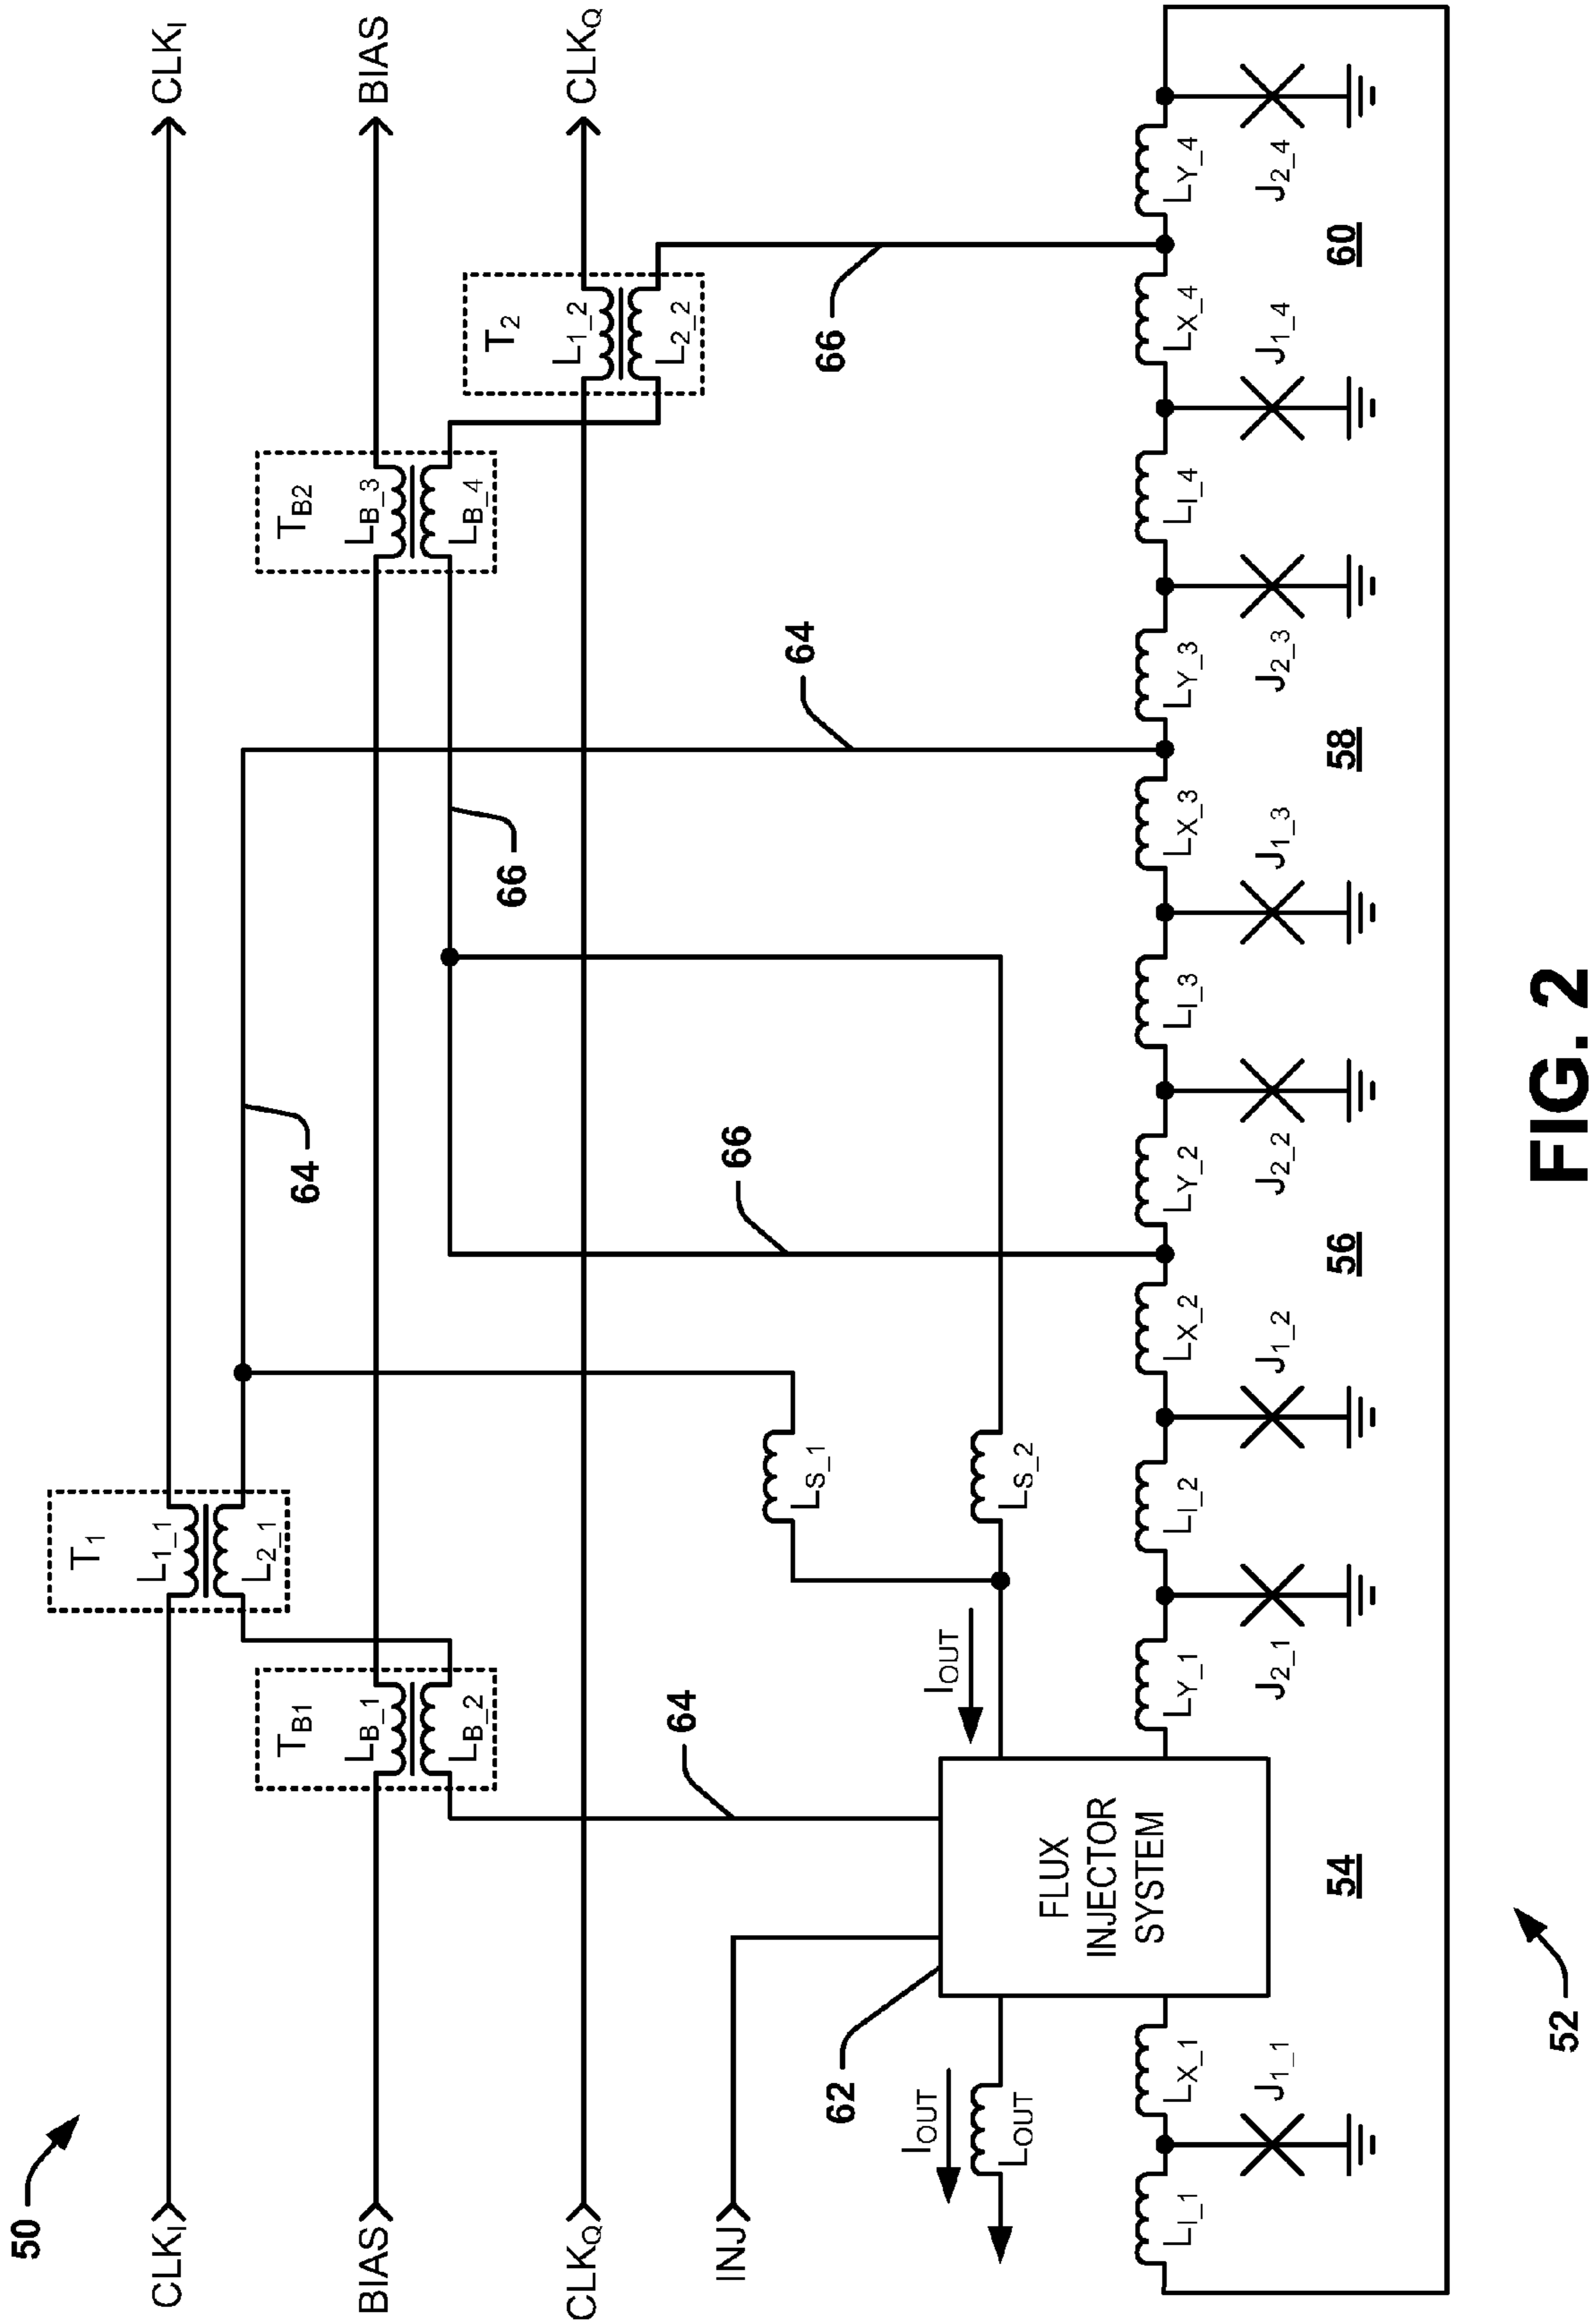 50
CLK_I
CLK_I
T_1
L_1_1
L_2_1
BIAS
BIAS
T_B1
L_B_1
L_B_2
T_B2
L_B_3
L_B_4
64
66
CLK_Q
CLK_Q
T_2
L_1_2
L_2_2
INJ
64
66
64
66
L_S_1
62
I_OUT
I_OUT
L_OUT
L_S_2
FLUX
INJECTOR
SYSTEM
L_I_1
L_X_1
L_Y_1
L_I_2
L_X_2
L_Y_2
L_I_3
L_X_3
L_Y_3
L_I_4
L_X_4
L_Y_4
J_1_1
J_2_1
J_1_2
J_2_2
J_1_3
J_2_3
J_1_4
J_2_4
54
56
58
60
52
FIG. 2